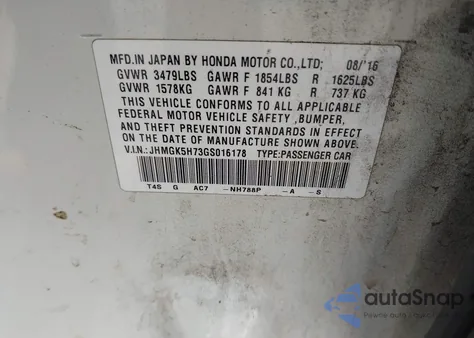 MFD.IN JAPAN BY HONDA MOTOR CO.,LTD; 08/'16
GVWR 3479LBS GAWR F 1854LBS R 1625LBS
GVWR 1578KG GAWR F 841 KG R 737 KG
THIS VEHICLE CONFORMS TO ALL APPLICABLE
FEDERAL MOTOR VEHICLE SAFETY ,BUMPER,
AND THEFT PREVENTION STANDARDS IN EFFECT
ON THE DATE OF MANUFACTURE SHOWN ABOVE.
V.I.N.: JHMGK5H73GS016178 TYPE:PASSENGER CAR
T4S G AC7 -NH788P -A -S
autoSnap